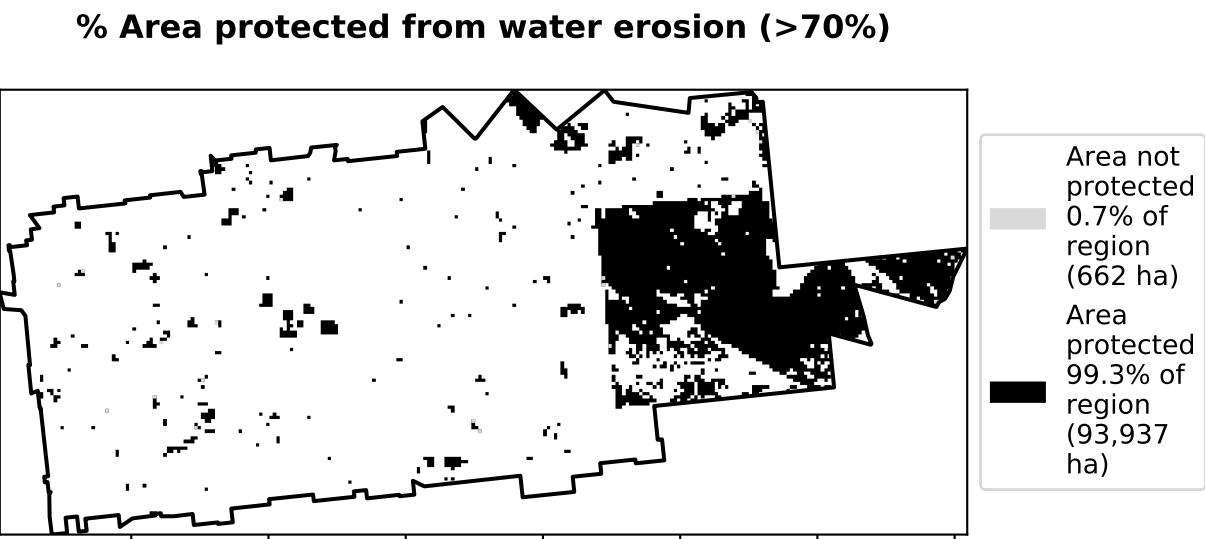 % Area protected from water erosion (>70%)
Area not
protected
0.7% of
region
(662 ha)
Area
protected
99.3% of
region
(93,937
ha)